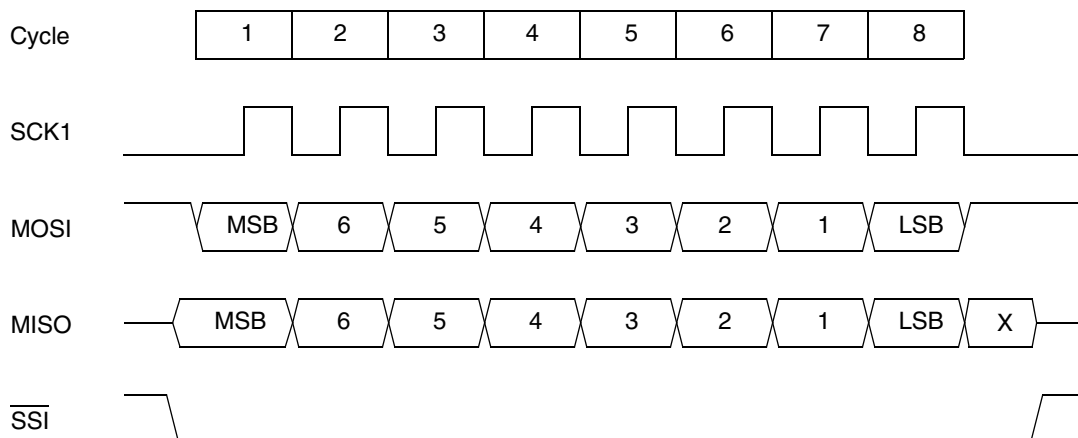 Cycle 1 2 3 4 5 6 7 8
SCK1
MOSI MSB 6 5 4 3 2 1 LSB
MISO MSB 6 5 4 3 2 1 LSB X
S̅S̅I̅